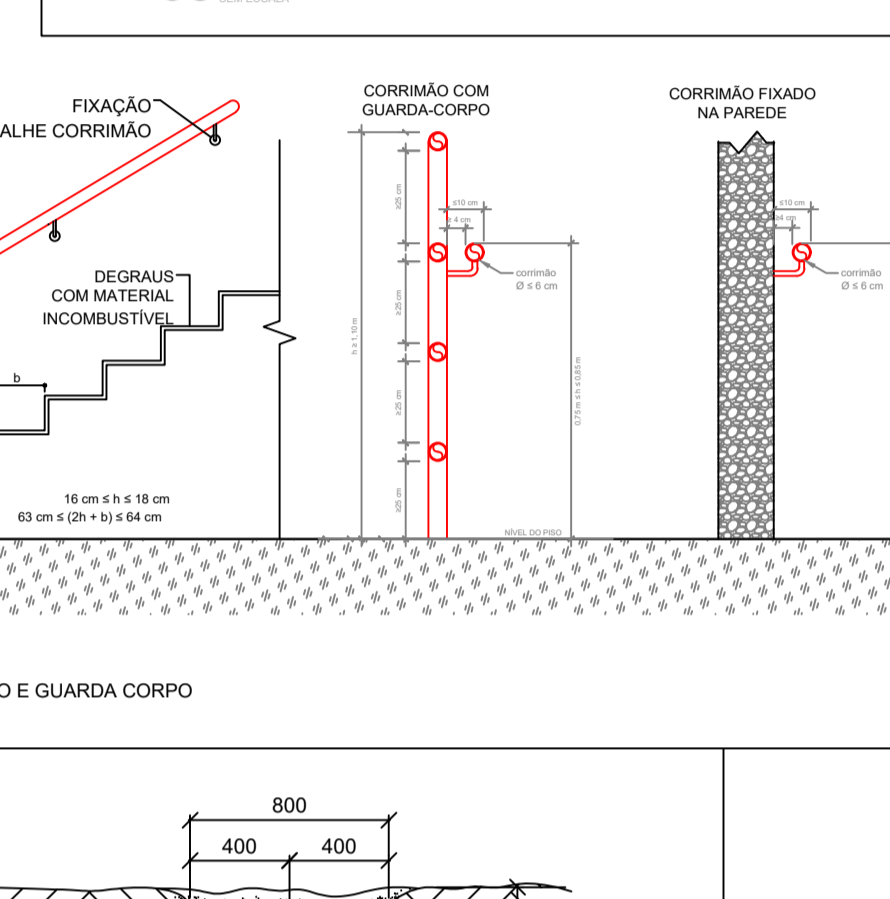 FIXAÇÃO
ALHE CORRIMÃO
DEGRAUS
COM MATERIAL
INCOMBUSTÍVEL
b
16 cm ≤ h ≤ 18 cm
63 cm ≤ (2h + b) ≤ 64 cm
CORRIMÃO COM
GUARDA-CORPO
≥25 cm
≥25 cm
≥25 cm
≥25 cm
h ≥ 1,10 m
≤10 cm
≥ 4 cm
corrimão
Ø ≤ 6 cm
0,75 m ≤ h ≤ 0,85 m
NÍVEL DO PISO
CORRIMÃO FIXADO
NA PAREDE
≤10 cm
≥4 cm
corrimão
Ø ≤ 6 cm
O E GUARDA CORPO
800
400 400